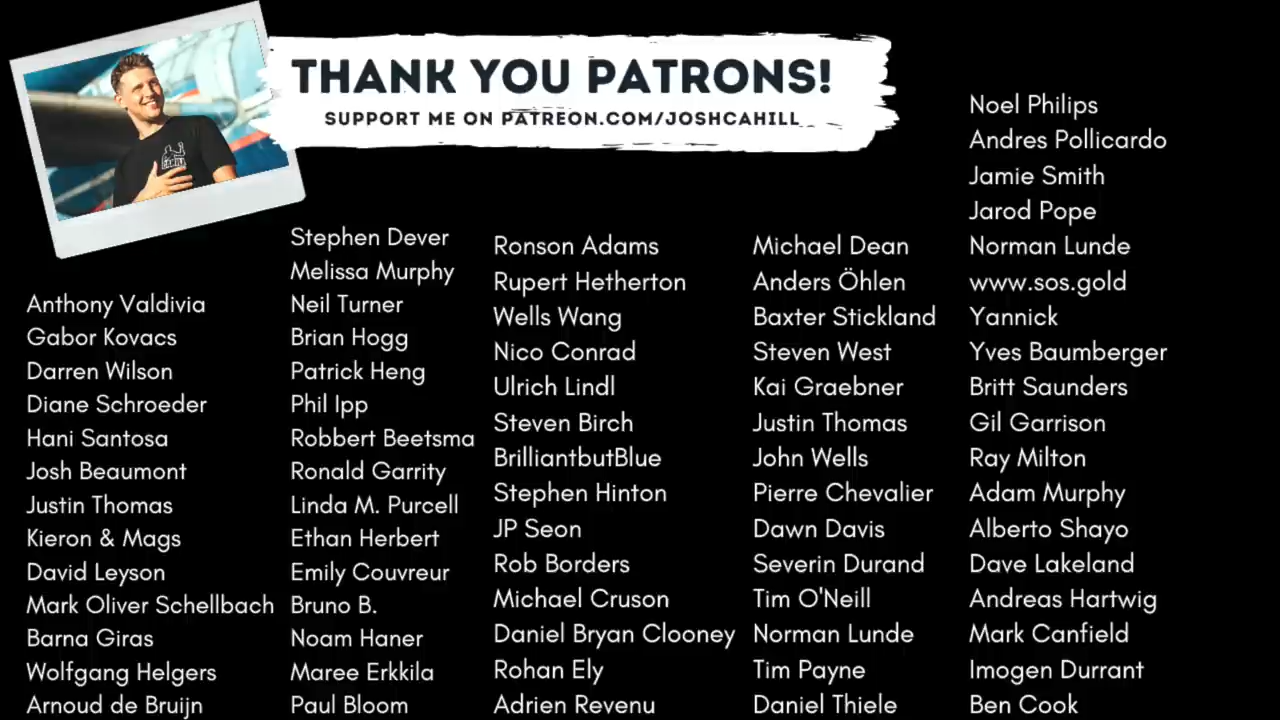 THANK YOU PATRONS!
SUPPORT ME ON PATREON.COM/JOSHCAHILL
Anthony Valdivia
Gabor Kovacs
Darren Wilson
Diane Schroeder
Hani Santosa
Josh Beaumont
Justin Thomas
Kieron & Mags
David Leyson
Mark Oliver Schellbach
Barna Giras
Wolfgang Helgers
Arnoud de Bruijn
Stephen Dever
Melissa Murphy
Neil Turner
Brian Hogg
Patrick Heng
Phil Ipp
Robbert Beetsma
Ronald Garrity
Linda M. Purcell
Ethan Herbert
Emily Couvreur
Bruno B.
Noam Haner
Maree Erkkila
Paul Bloom
Ronson Adams
Rupert Hetherton
Wells Wang
Nico Conrad
Ulrich Lindl
Steven Birch
BrilliantbutBlue
Stephen Hinton
JP Seon
Rob Borders
Michael Cruson
Daniel Bryan Clooney
Rohan Ely
Adrien Revenu
Michael Dean
Anders Öhlen
Baxter Stickland
Steven West
Kai Graebner
Justin Thomas
John Wells
Pierre Chevalier
Dawn Davis
Severin Durand
Tim O'Neill
Norman Lunde
Tim Payne
Daniel Thiele
Noel Philips
Andres Pollicardo
Jamie Smith
Jarod Pope
Norman Lunde
www.sos.gold
Yannick
Yves Baumberger
Britt Saunders
Gil Garrison
Ray Milton
Adam Murphy
Alberto Shayo
Dave Lakeland
Andreas Hartwig
Mark Canfield
Imogen Durrant
Ben Cook